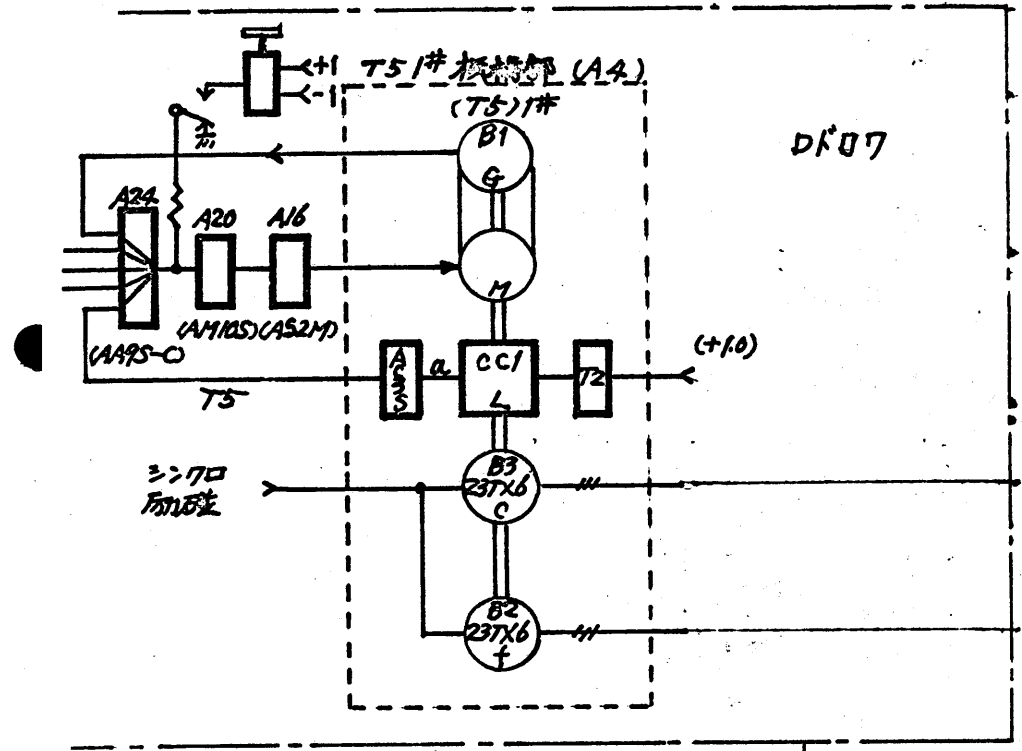 +1
-1
T5 1# 機構部 (A4)
(T5) 1#
B1
G
Dドロワ
A24
A20
A16
M
(AA9S-C)
(AM10S)
(AS2M)
(+1.0)
a
CC1
L
T2
T5
シンクロ
励磁
B3
23TX6
C
B2
23TX6
f